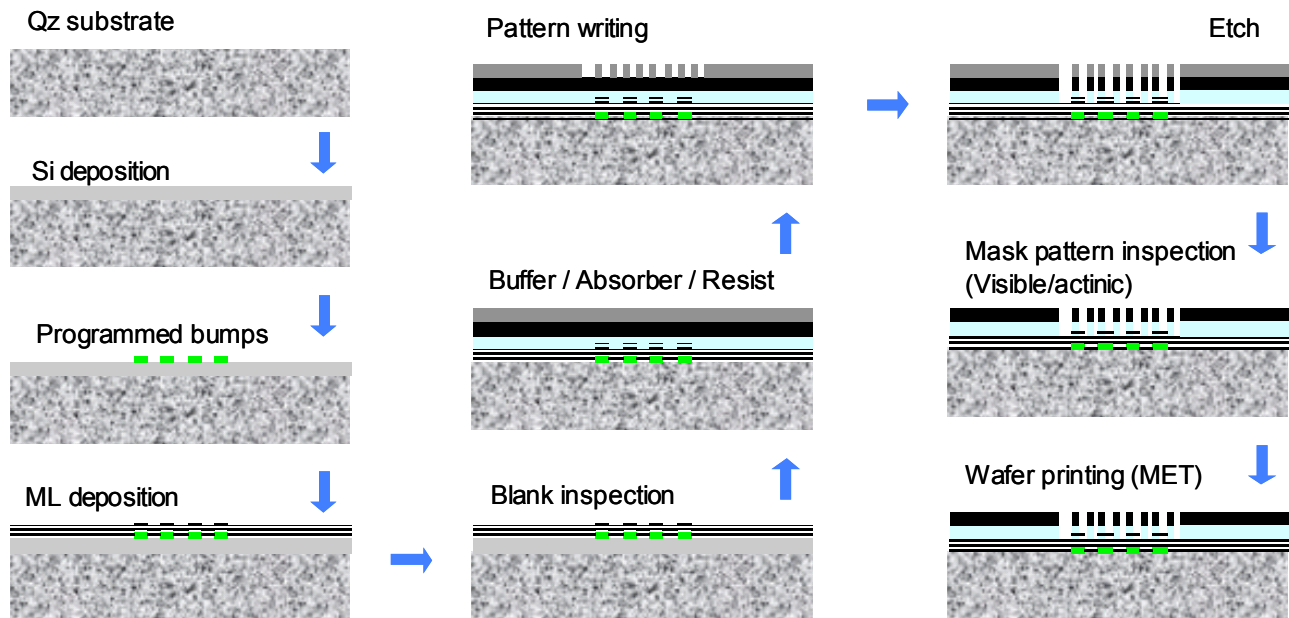 Qz substrate
Si deposition
Programmed bumps
ML deposition
Blank inspection
Buffer / Absorber / Resist
Pattern writing
Etch
Mask pattern inspection
(Visible/actinic)
Wafer printing (MET)